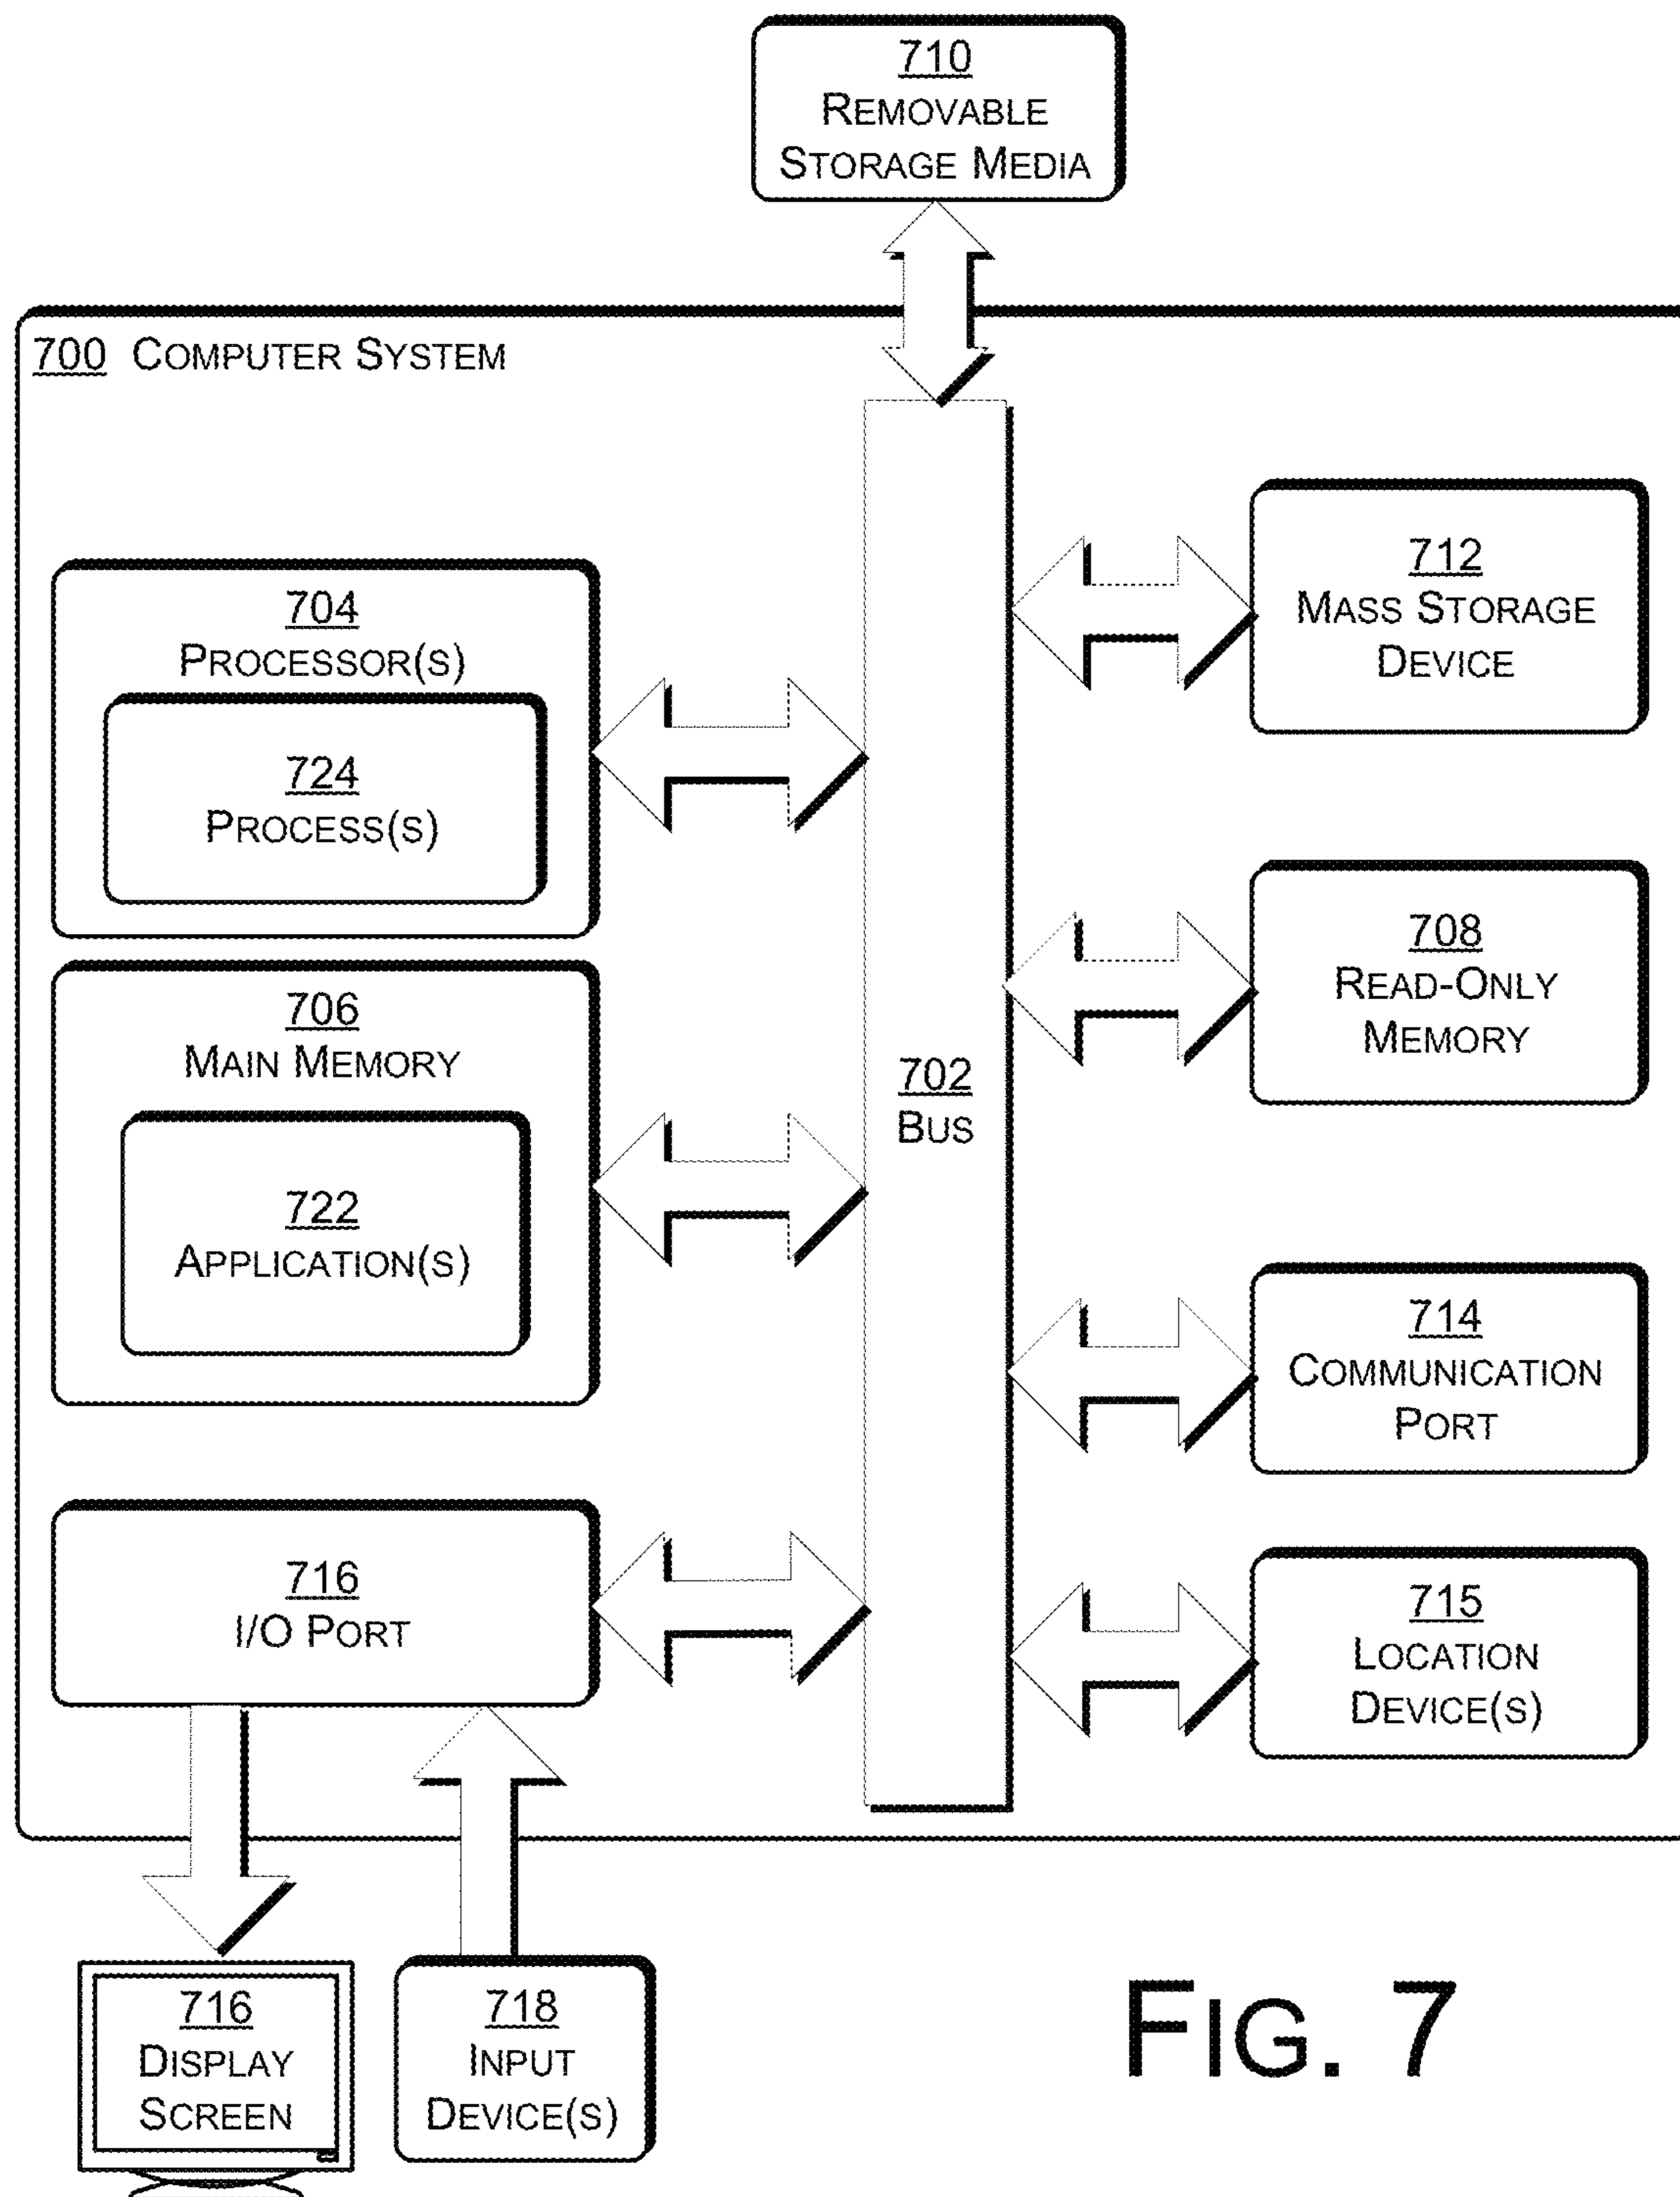 710
REMOVABLE
STORAGE MEDIA
700 COMPUTER SYSTEM
704
PROCESSOR(S)
724
PROCESS(S)
706
MAIN MEMORY
722
APPLICATION(S)
716
I/O PORT
702
BUS
712
MASS STORAGE
DEVICE
708
READ-ONLY
MEMORY
714
COMMUNICATION
PORT
715
LOCATION
DEVICE(S)
716
DISPLAY
SCREEN
718
INPUT
DEVICE(S)
FIG. 7